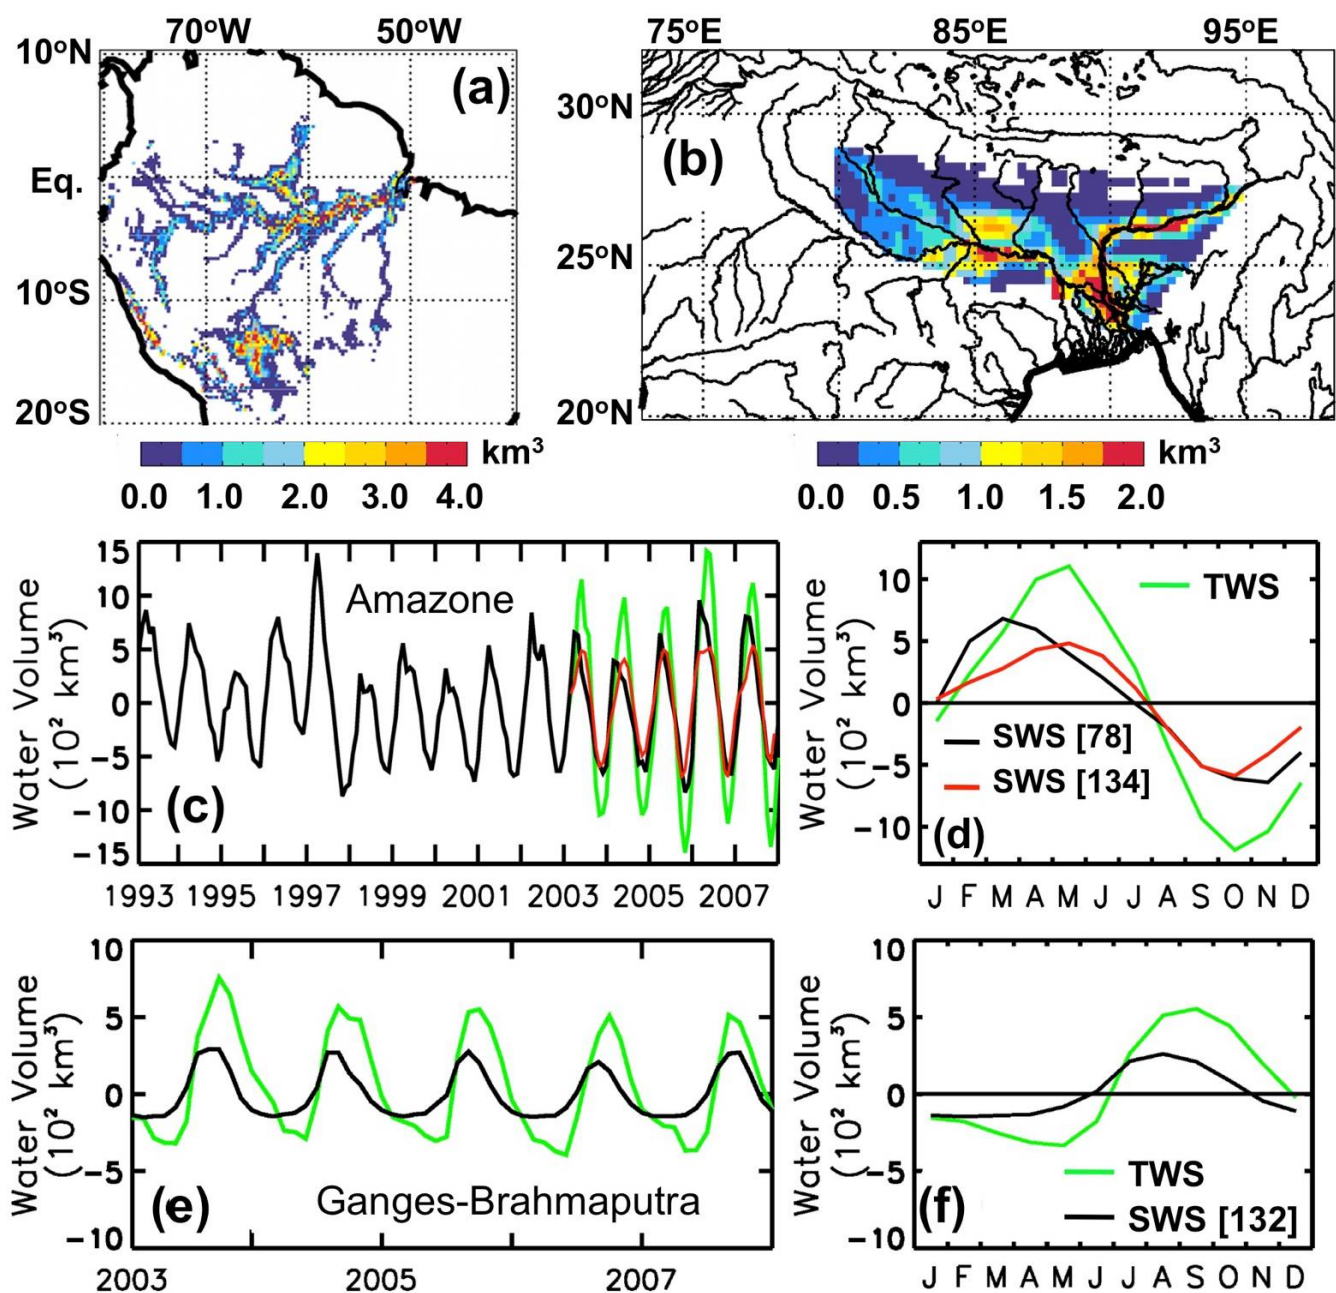 70°W 50°W
75°E 85°E 95°E
10°N
(a)
Eq.
10°S
20°S
30°N
(b)
25°N
20°N
km³
0.0 1.0 2.0 3.0 4.0
km³
0.0 0.5 1.0 1.5 2.0
Water Volume
(10² km³)
15
10
5
0
−5
−10
−15
Amazone
(c)
1993 1995 1997 1999 2001 2003 2005 2007
Water Volume
(10² km³)
10
5
0
−5
−10
TWS
SWS [78]
SWS [134]
(d)
J F M A M J J A S O N D
Water Volume
(10² km³)
10
5
0
−5
−10
(e)
Ganges-Brahmaputra
2003 2005 2007
Water Volume
(10² km³)
10
5
0
−5
−10
TWS
SWS [132]
(f)
J F M A M J J A S O N D